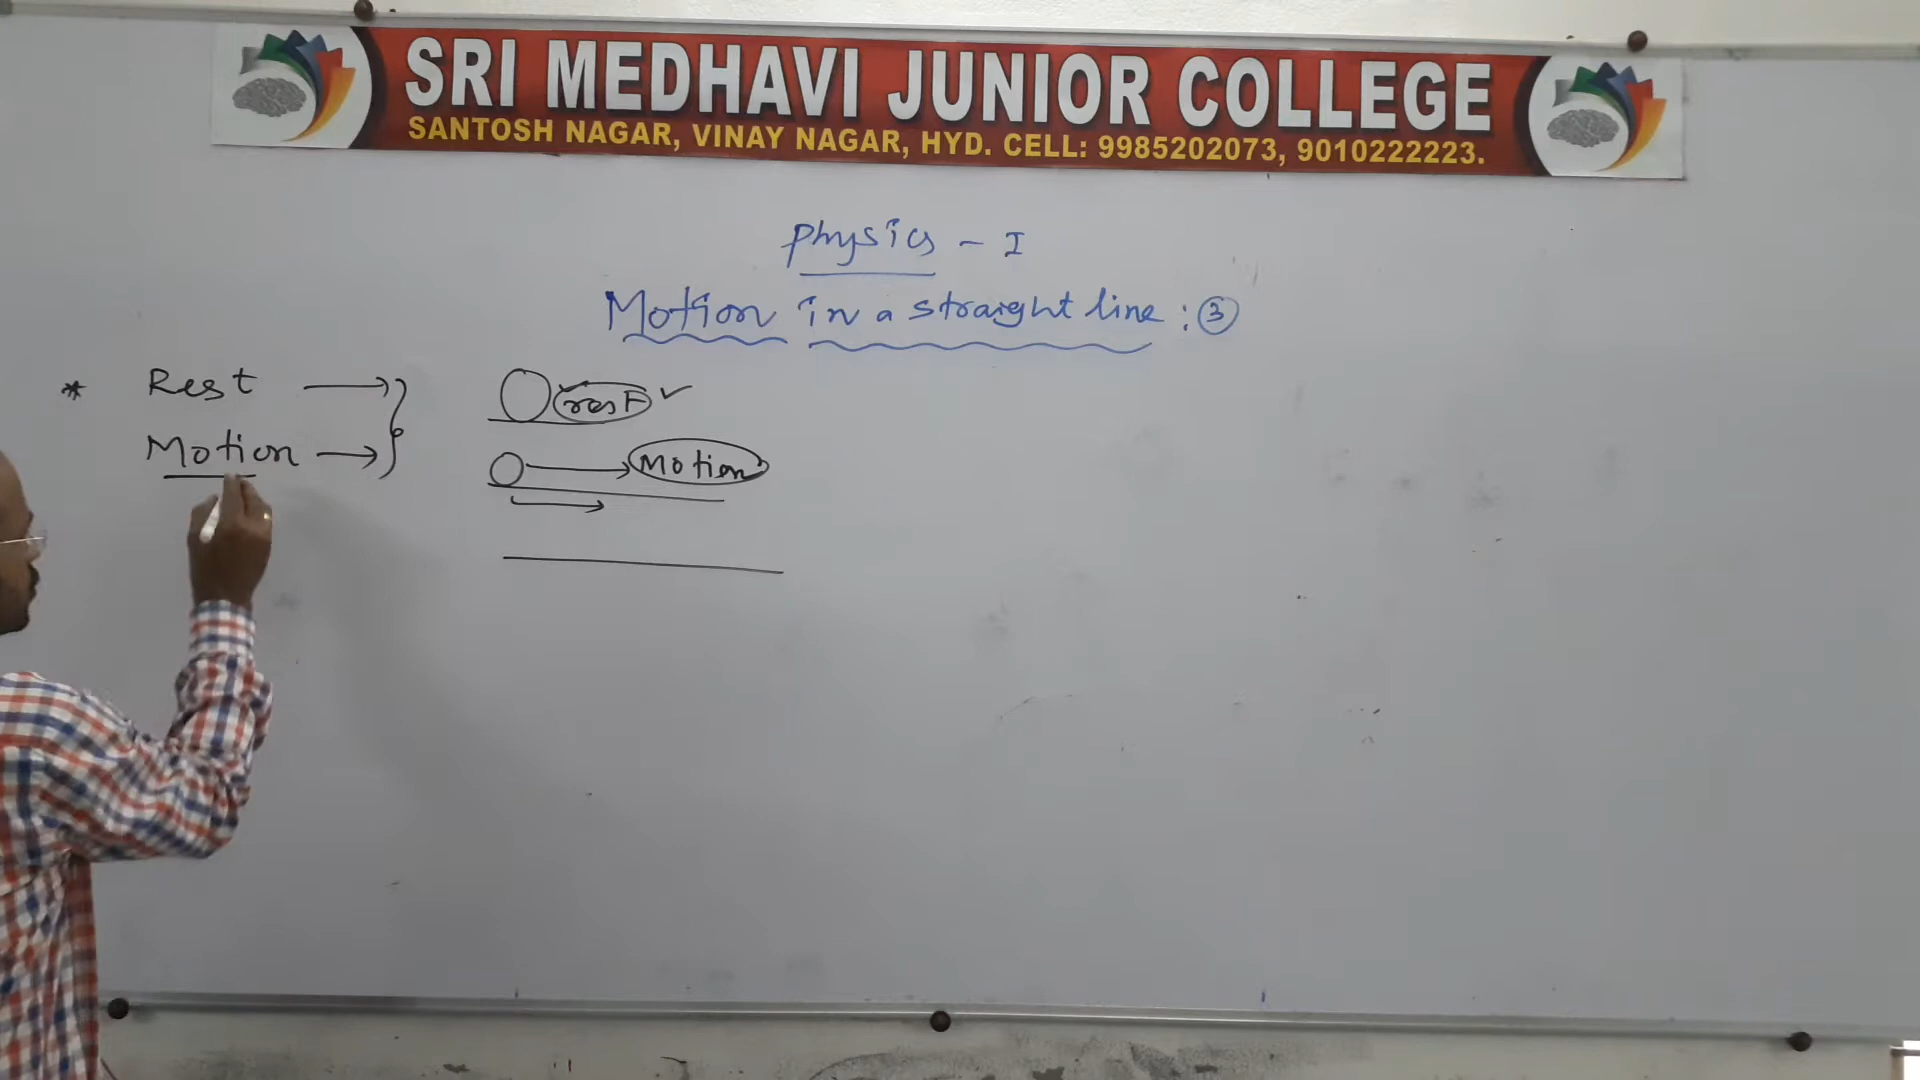 SRI MEDHAVI JUNIOR COLLEGE
SANTOSH NAGAR, VINAY NAGAR, HYD. CELL: 9985202073, 9010222223.
Physics - I
Motion in a straight line : 3
* Rest
rest
Motion
Motion